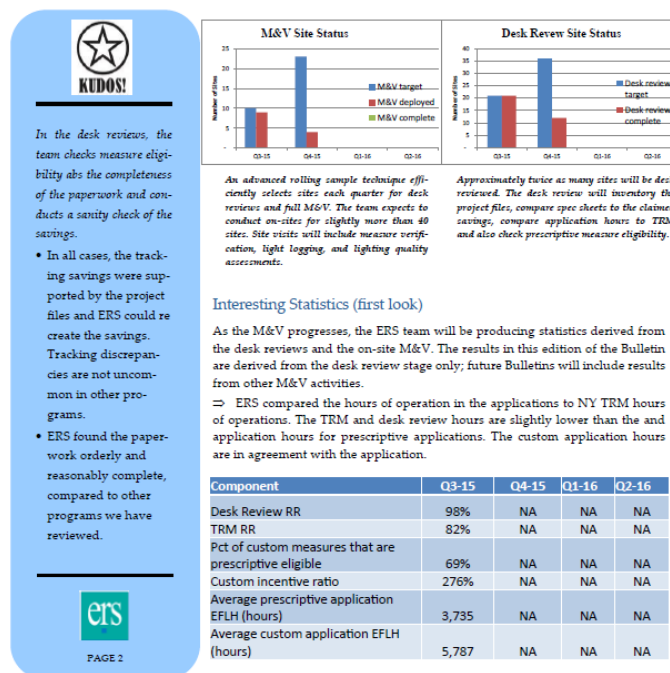 KUDOS!
In the desk reviews, the
team checks measure eligi-
bility abs the completeness
of the paperwork and con-
ducts a sanity check of the
savings.
• In all cases, the track-
ing savings were sup-
ported by the project
files and ERS could re
create the savings.
Tracking discrepan-
cies are not uncom-
mon in other pro-
grams.
• ERS found the paper-
work orderly and
reasonably complete,
compared to other
programs we have
reviewed.
ers
PAGE 2
M&V Site Status
Number of Sites
25
20
15
10
5
-
Q3-15 Q4-15 Q1-16 Q2-16
M&V target
M&V deployed
M&V complete
Desk Revew Site Status
Number of Sites
40
35
30
25
20
15
10
5
-
Q3-15 Q4-15 Q1-16 Q2-16
Desk review
target
Desk review
complete
An advanced rolling sample technique effi-
ciently selects sites each quarter for desk
reviews and full M&V. The team expects to
conduct on-sites for slightly more than 40
sites. Site visits will include measure verifi-
cation, light logging, and lighting quality
assessments.
Approximately twice as many sites will be desk
reviewed. The desk review will inventory th
project files, compare spec sheets to the claime
savings, compare application hours to TRM
and also check prescriptive measure eligibility.
Interesting Statistics (first look)
As the M&V progresses, the ERS team will be producing statistics derived from
the desk reviews and the on-site M&V. The results in this edition of the Bulletin
are derived from the desk review stage only; future Bulletins will include results
from other M&V activities.
⇒ ERS compared the hours of operation in the applications to NY TRM hours
of operations. The TRM and desk review hours are slightly lower than the and
application hours for prescriptive applications. The custom application hours
are in agreement with the application.
Component Q3-15 Q4-15 Q1-16 Q2-16
Desk Review RR 98% NA NA NA
TRM RR 82% NA NA NA
Pct of custom measures that are
prescriptive eligible 69% NA NA NA
Custom incentive ratio 276% NA NA NA
Average prescriptive application
EFLH (hours) 3,735 NA NA NA
Average custom application EFLH
(hours) 5,787 NA NA NA